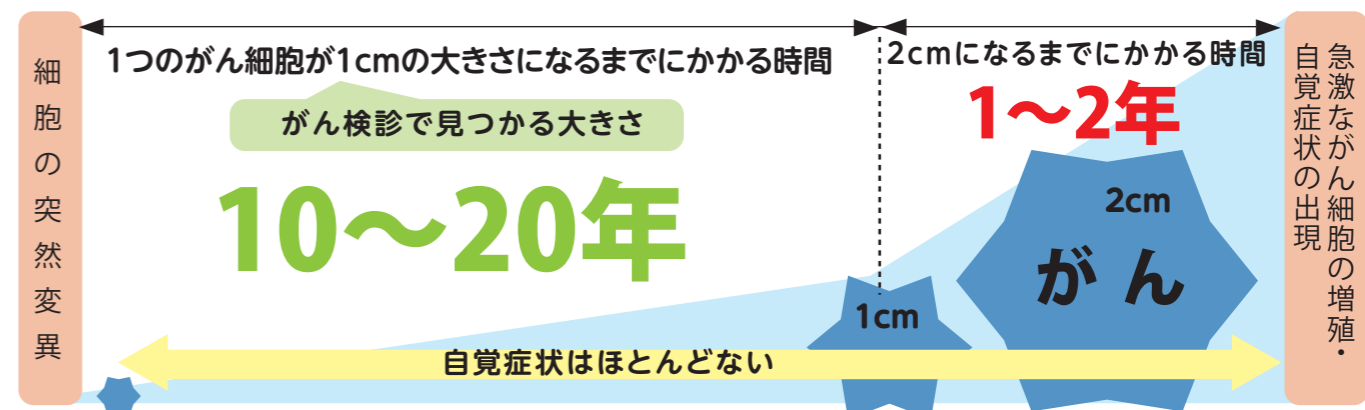 細胞の突然変異
1つのがん細胞が1cmの大きさになるまでにかかる時間
がん検診で見つかる大きさ
10〜20年
2cmになるまでにかかる時間
1〜2年
1cm
2cm
がん
自覚症状はほとんどない
急激ながん細胞の増殖・
自覚症状の出現